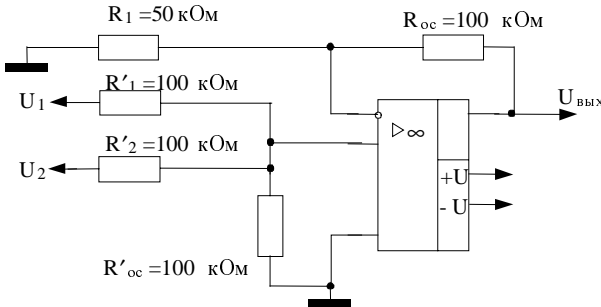 R1 =50 кОм
Rос =100 кОм
R′1 =100 кОм
U1
Uвых
R′2 =100 кОм
▷∞
U2
+U
- U
R′ос =100 кОм